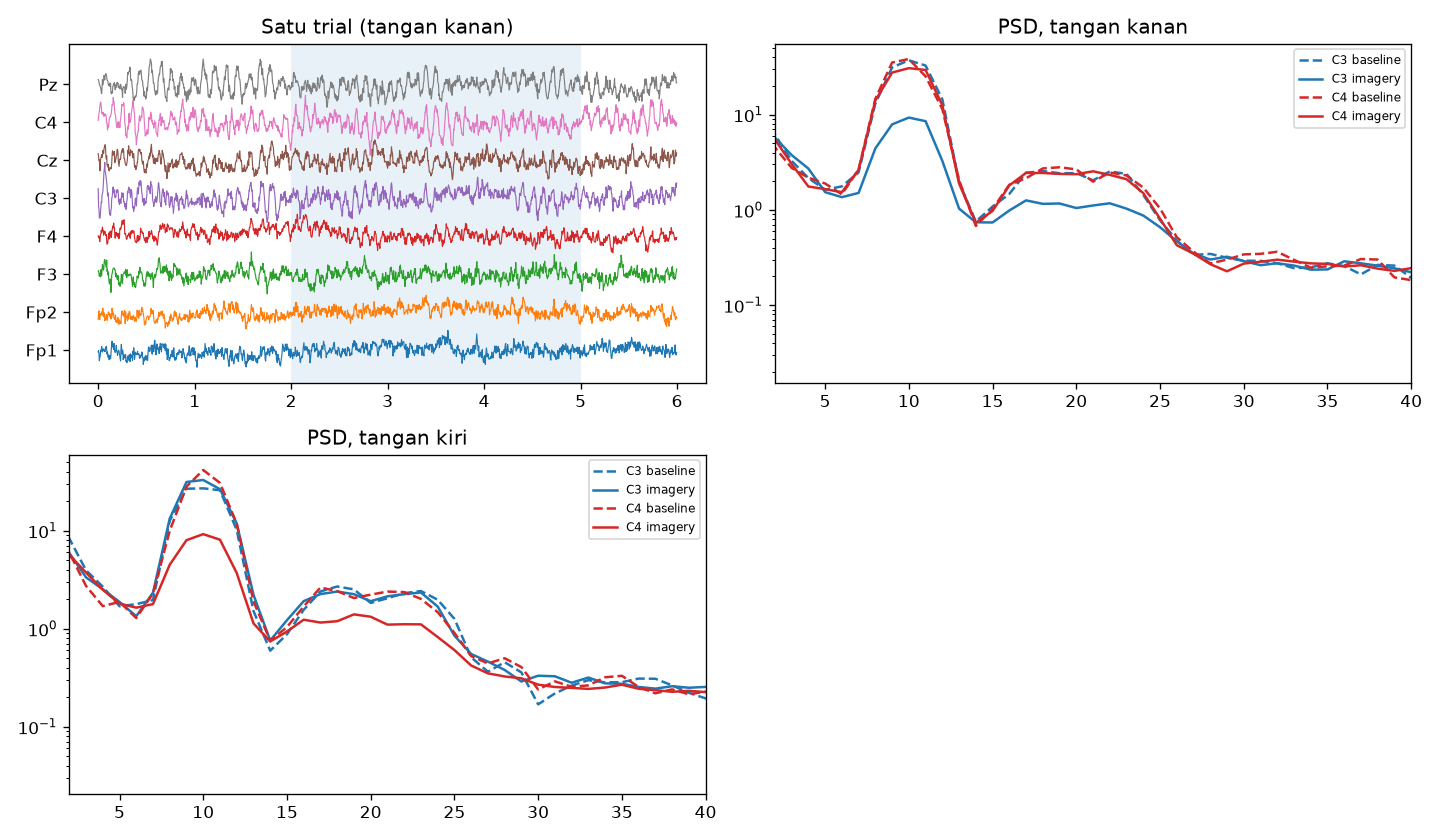 Satu trial (tangan kanan)
Pz
C4
Cz
C3
F4
F3
Fp2
Fp1
0 1 2 3 4 5 6
PSD, tangan kanan
C3 baseline
C3 imagery
C4 baseline
C4 imagery
10¹
10⁰
10⁻¹
5 10 15 20 25 30 35 40
PSD, tangan kiri
C3 baseline
C3 imagery
C4 baseline
C4 imagery
10¹
10⁰
10⁻¹
5 10 15 20 25 30 35 40